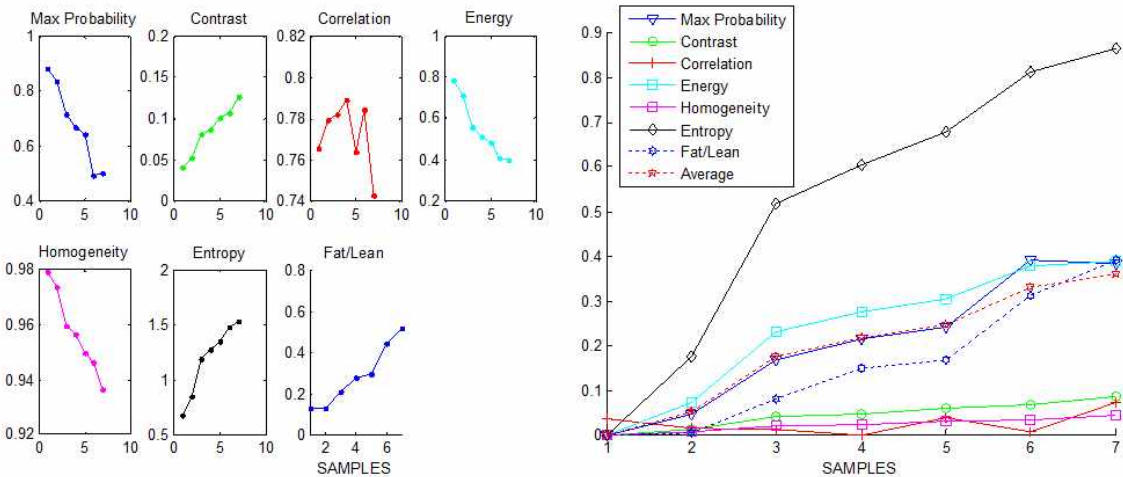 Max Probability
Contrast
Correlation
Energy
1
0.8
0.6
0.4
0 5 10
0.2
0.15
0.1
0.05
0
0 5 10
0.82
0.8
0.78
0.76
0.74
0 5 10
1
0.8
0.6
0.4
0.2
0 5 10
Homogeneity
Entropy
Fat/Lean
0.98
0.96
0.94
0.92
0 5 10
2
1.5
1
0.5
0 5 10
0.8
0.6
0.4
0.2
0
2 4 6
SAMPLES
Max Probability
Contrast
Correlation
Energy
Homogeneity
Entropy
Fat/Lean
Average
0.9
0.8
0.7
0.6
0.5
0.4
0.3
0.2
0.1
0
1 2 3 4 5 6 7
SAMPLES